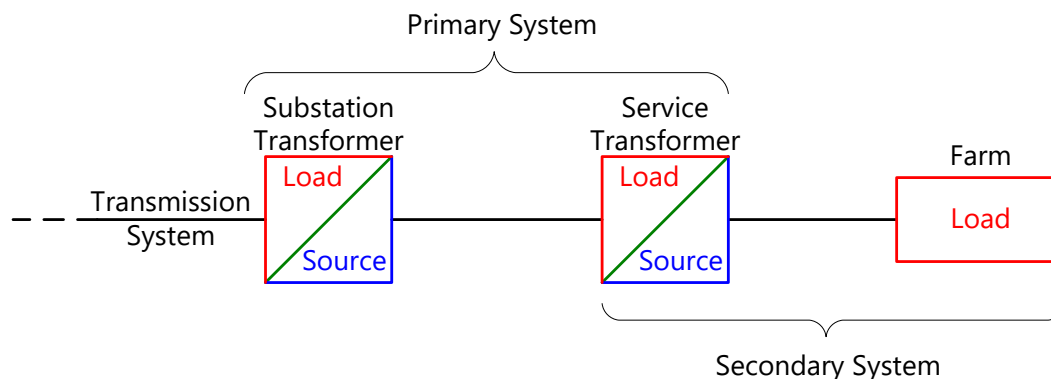 Primary System
Substation
Transformer
Service
Transformer
Farm
Load
Load
Load
Transmission
System
Source
Source
Secondary System